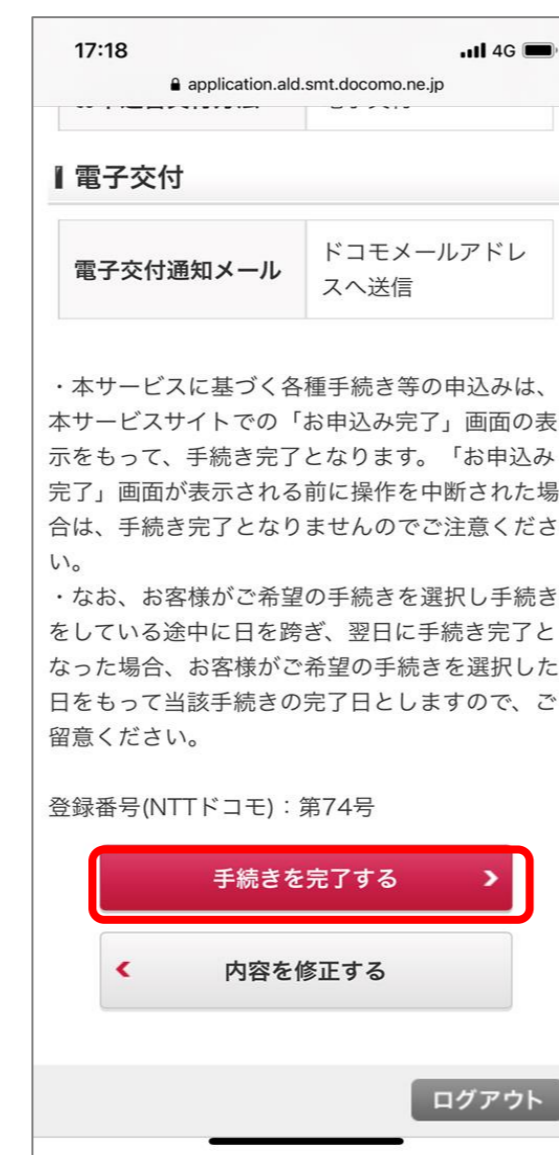 17:18
4G
application.ald.smt.docomo.ne.jp
電子交付
電子交付通知メール
ドコモメールアドレ
スへ送信
・本サービスに基づく各種手続き等の申込みは、
本サービスサイトでの「お申込み完了」画面の表
示をもって、手続き完了となります。「お申込み
完了」画面が表示される前に操作を中断された場
合は、手続き完了となりませんのでご注意くださ
い。
・なお、お客様がご希望の手続きを選択し手続き
をしている途中に日を跨ぎ、翌日に手続き完了と
なった場合、お客様がご希望の手続きを選択した
日をもって当該手続きの完了日としますので、ご
留意ください。
登録番号(NTTドコモ)：第74号
手続きを完了する
内容を修正する
ログアウト